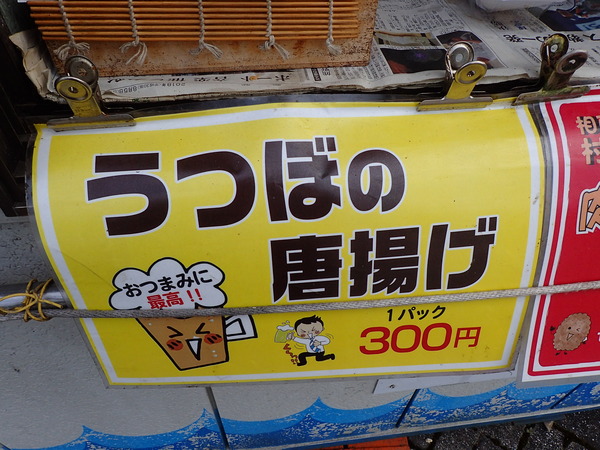 うつぼの
唐揚げ
おつまみに
最高!!
1パック
300円